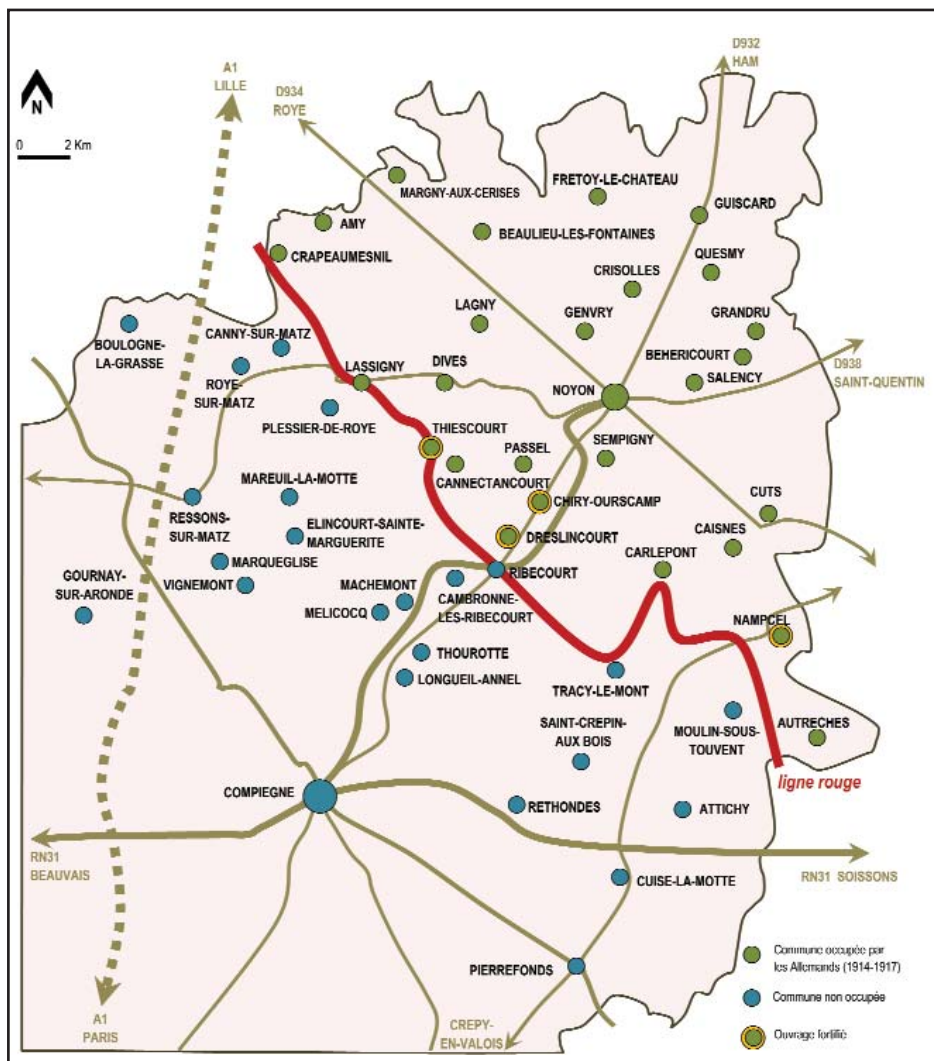 D932
HAM
A1
LILLE
D934
ROYE
N
0 2 Km
MARGNY-AUX-CERISES
FRETOY-LE-CHATEAU
GUISCARD
AMY
BEAULIEU-LES-FONTAINES
CRAPEAUMESNIL
QUESMY
CRISOLLES
LAGNY
GENVRY
GRANDRU
BOULOGNE-
LA-GRASSE
CANNY-SUR-MATZ
BEHERICOURT
ROYE-
SUR-MATZ
LASSIGNY
DIVES
D938
SAINT-QUENTIN
SALENCY
NOYON
PLESSIER-DE-ROYE
THIESCOURT
SEMPIGNY
PASSEL
MAREUIL-LA-MOTTE
CANNECTANCOURT
CUTS
CHIRY-OURSCAMP
RESSONS-
SUR-MATZ
ELINCOURT-SAINTE-
MARGUERITE
CAISNES
DRESLINCOURT
CARLEPONT
MARQUEGLISE
RIBECOURT
GOURNAY-
SUR-ARONDE
VIGNEMONT
MACHEMONT
CAMBRONNE-
LES-RIBECOURT
MELICOCQ
NAMPCEL
THOUROTTE
LONGUEIL-ANNEL
TRACY-LE-MONT
MOULIN-SOUS-
TOUVENT
AUTRECHES
SAINT-CREPIN-
AUX BOIS
ligne rouge
COMPIEGNE
RETHONDES
ATTICHY
RN31
BEAUVAIS
RN31 SOISSONS
CUISE-LA-MOTTE
PIERREFONDS
Commune occupée par
les Allemands (1914-1917)
Commune non occupée
Ouvrage fortifié
A1
PARIS
CREPY-
EN-VALOIS